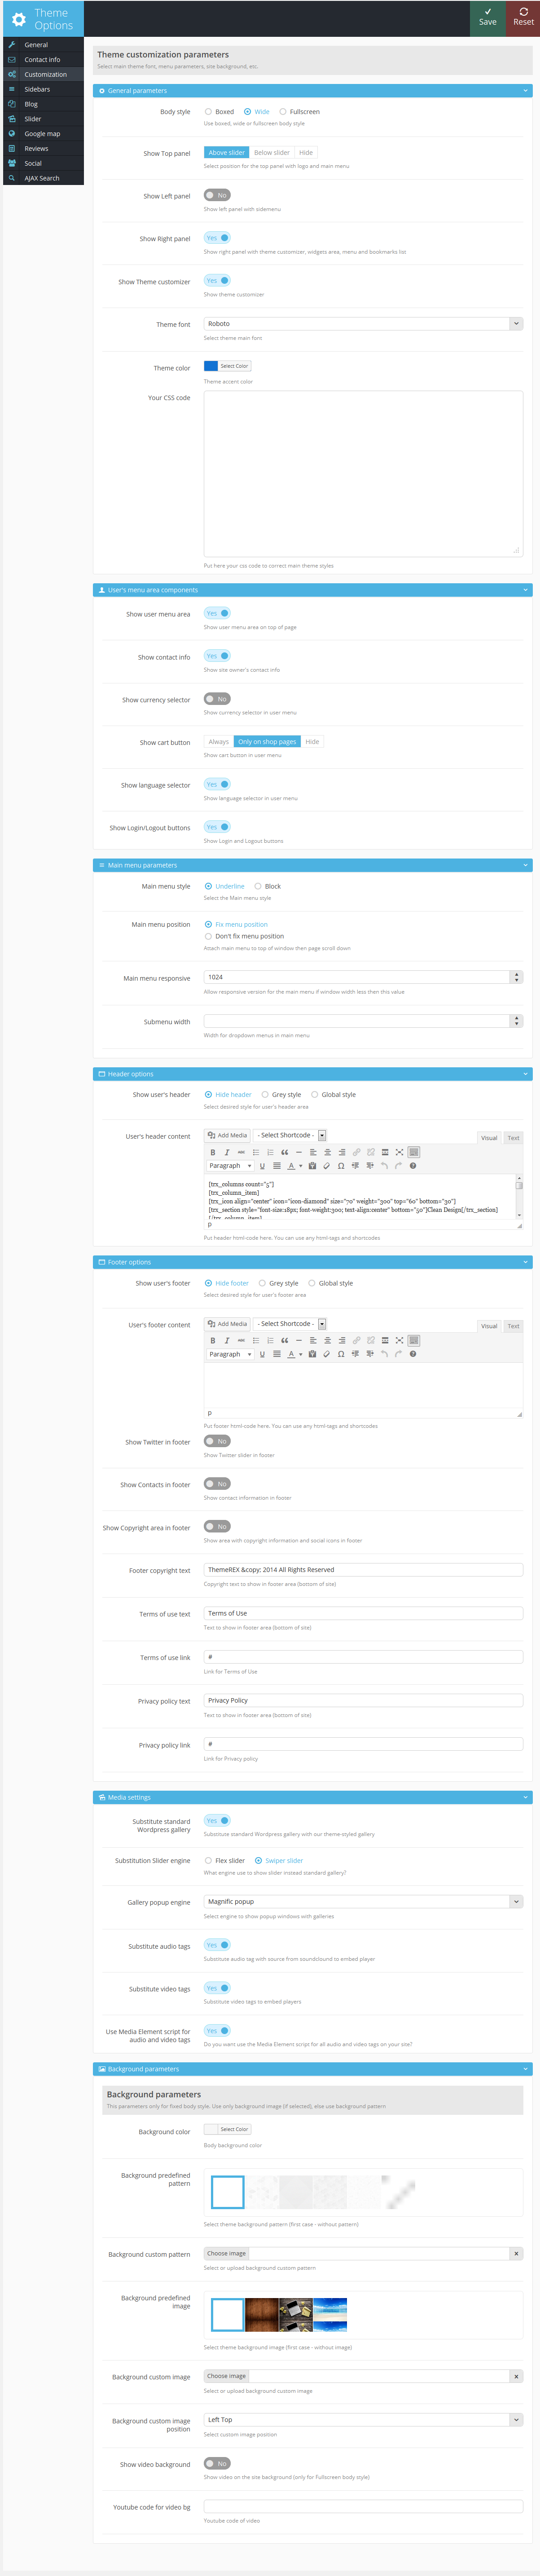 Theme
Options
Save
Reset
General
Contact info
Customization
Sidebars
Blog
Slider
Google map
Reviews
Social
AJAX Search
Theme customization parameters
Select main theme font, menu parameters, site background, etc.
General parameters
Body style
Boxed Wide Fullscreen
Use boxed, wide or fullscreen body style
Show Top panel
Above slider Below slider Hide
Select position for the top panel with logo and main menu
Show Left panel
No
Show left panel with sidemenu
Show Right panel
Yes
Show right panel with theme customizer, widgets area, menu and bookmarks list
Show Theme customizer
Yes
Show theme customizer
Theme font
Roboto
Select theme main font
Theme color
Select Color
Theme accent color
Your CSS code
Put here your css code to correct main theme styles
User's menu area components
Show user menu area
Yes
Show user menu area on top of page
Show contact info
Yes
Show site owner's contact info
Show currency selector
No
Show currency selector in user menu
Show cart button
Always Only on shop pages Hide
Show cart button in user menu
Show language selector
Yes
Show language selector in user menu
Show Login/Logout buttons
Yes
Show Login and Logout buttons
Main menu parameters
Main menu style
Underline Block
Select the Main menu style
Main menu position
Fix menu position
Don't fix menu position
Attach main menu to top of window then page scroll down
Main menu responsive
1024
Allow responsive version for the main menu if window width less then this value
Submenu width
Width for dropdown menus in main menu
Header options
Show user's header
Hide header Grey style Global style
Select desired style for user's header area
User's header content
Add Media - Select Shortcode -
Visual Text
Paragraph
[trx_columns count="5"]
[trx_column_item]
[trx_icon align="center" icon="icon-diamond" size="70" weight="300" top="60" bottom="30"]
[trx_section style="font-size:18px; font-weight:300; text-align:center" bottom="50"]Clean Design[/trx_section]
[/trx_column_item]
p
Put header html-code here. You can use any html-tags and shortcodes
Footer options
Show user's footer
Hide footer Grey style Global style
Select desired style for user's footer area
User's footer content
Add Media - Select Shortcode -
Visual Text
Paragraph
p
Put footer html-code here. You can use any html-tags and shortcodes
Show Twitter in footer
No
Show Twitter slider in footer
Show Contacts in footer
No
Show contact information in footer
Show Copyright area in footer
No
Show area with copyright information and social icons in footer
Footer copyright text
ThemeREX &copy; 2014 All Rights Reserved
Copyright text to show in footer area (bottom of site)
Terms of use text
Terms of Use
Text to show in footer area (bottom of site)
Terms of use link
#
Link for Terms of Use
Privacy policy text
Privacy Policy
Text to show in footer area (bottom of site)
Privacy policy link
#
Link for Privacy policy
Media settings
Substitute standard
Wordpress gallery
Yes
Substitute standard Wordpress gallery with our theme-styled gallery
Substitution Slider engine
Flex slider Swiper slider
What engine use to show slider instead standard gallery?
Gallery popup engine
Magnific popup
Select engine to show popup windows with galleries
Substitute audio tags
Yes
Substitute audio tag with source from soundclound to embed player
Substitute video tags
Yes
Substitute video tags to embed players
Use Media Element script for
audio and video tags
Yes
Do you want use the Media Element script for all audio and video tags on your site?
Background parameters
Background parameters
This parameters only for fixed body style. Use only background image (if selected), else use background pattern
Background color
Select Color
Body background color
Background predefined
pattern
Select theme background pattern (first case - without pattern)
Background custom pattern
Choose image
Select or upload background custom pattern
Background predefined
image
Select theme background image (first case - without image)
Background custom image
Choose image
Select or upload background custom image
Background custom image
position
Left Top
Select custom image position
Show video background
No
Show video on the site background (only for Fullscreen body style)
Youtube code for video bg
Youtube code of video